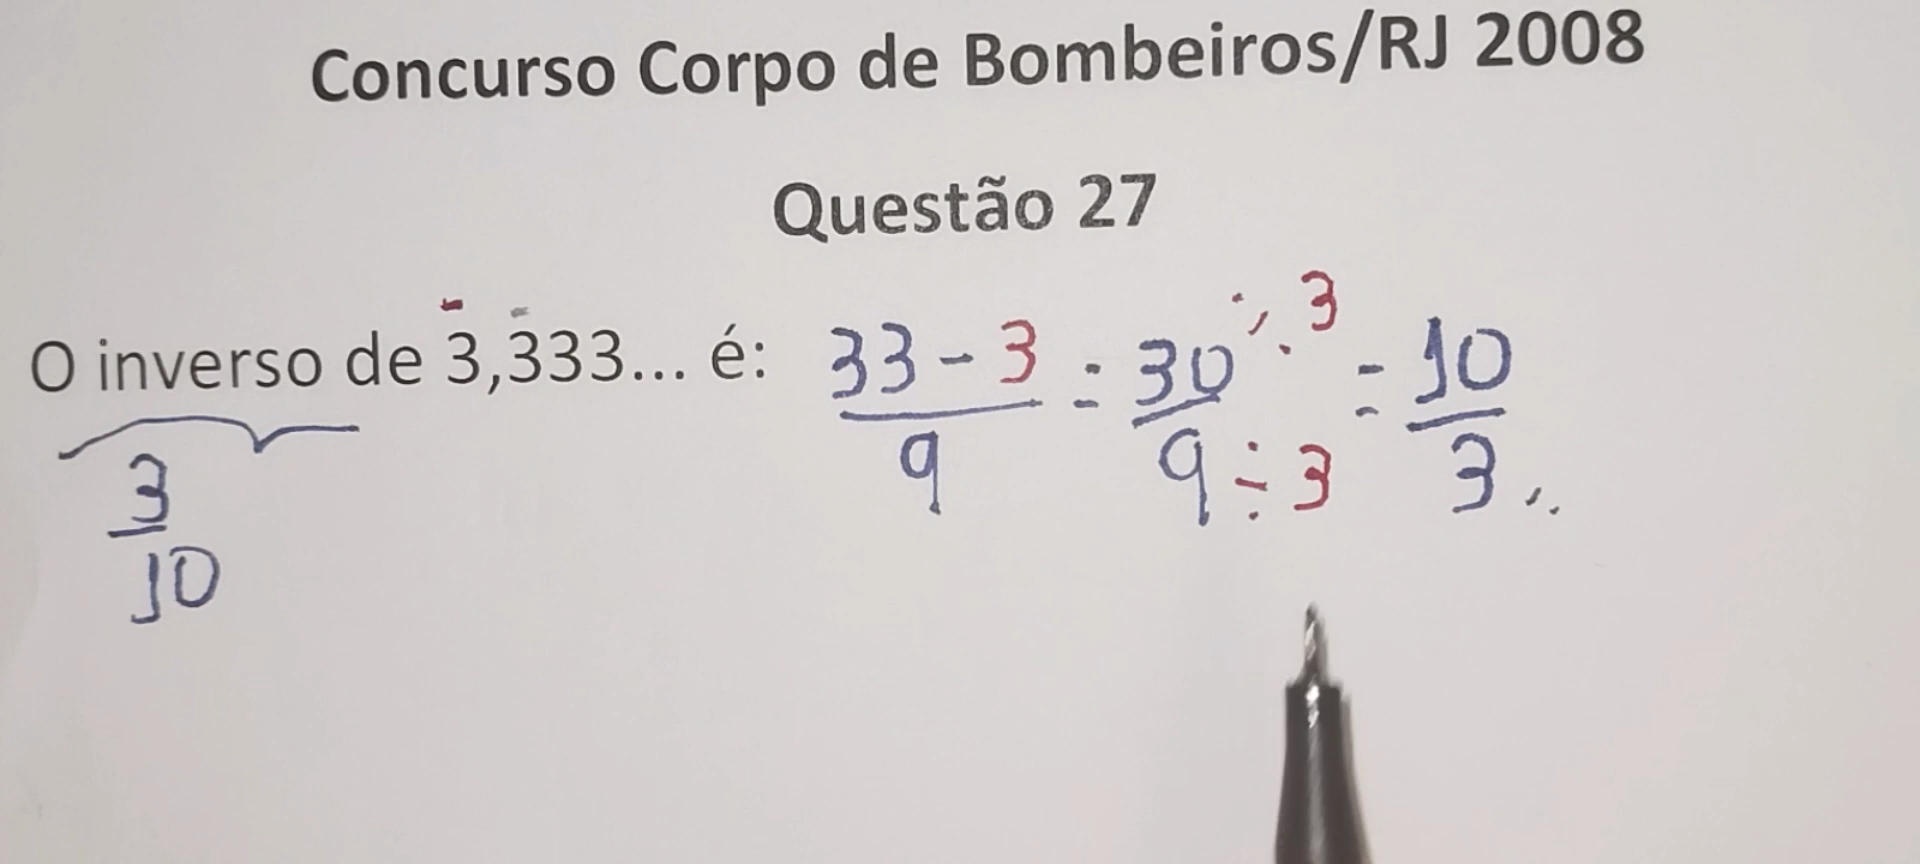 Concurso Corpo de Bombeiros/RJ 2008
Questão 27
O inverso de 3,333... é: 33 - 3 / 9 = 30 ÷ 3 / 9 ÷ 3 = 10 / 3
3 / 10